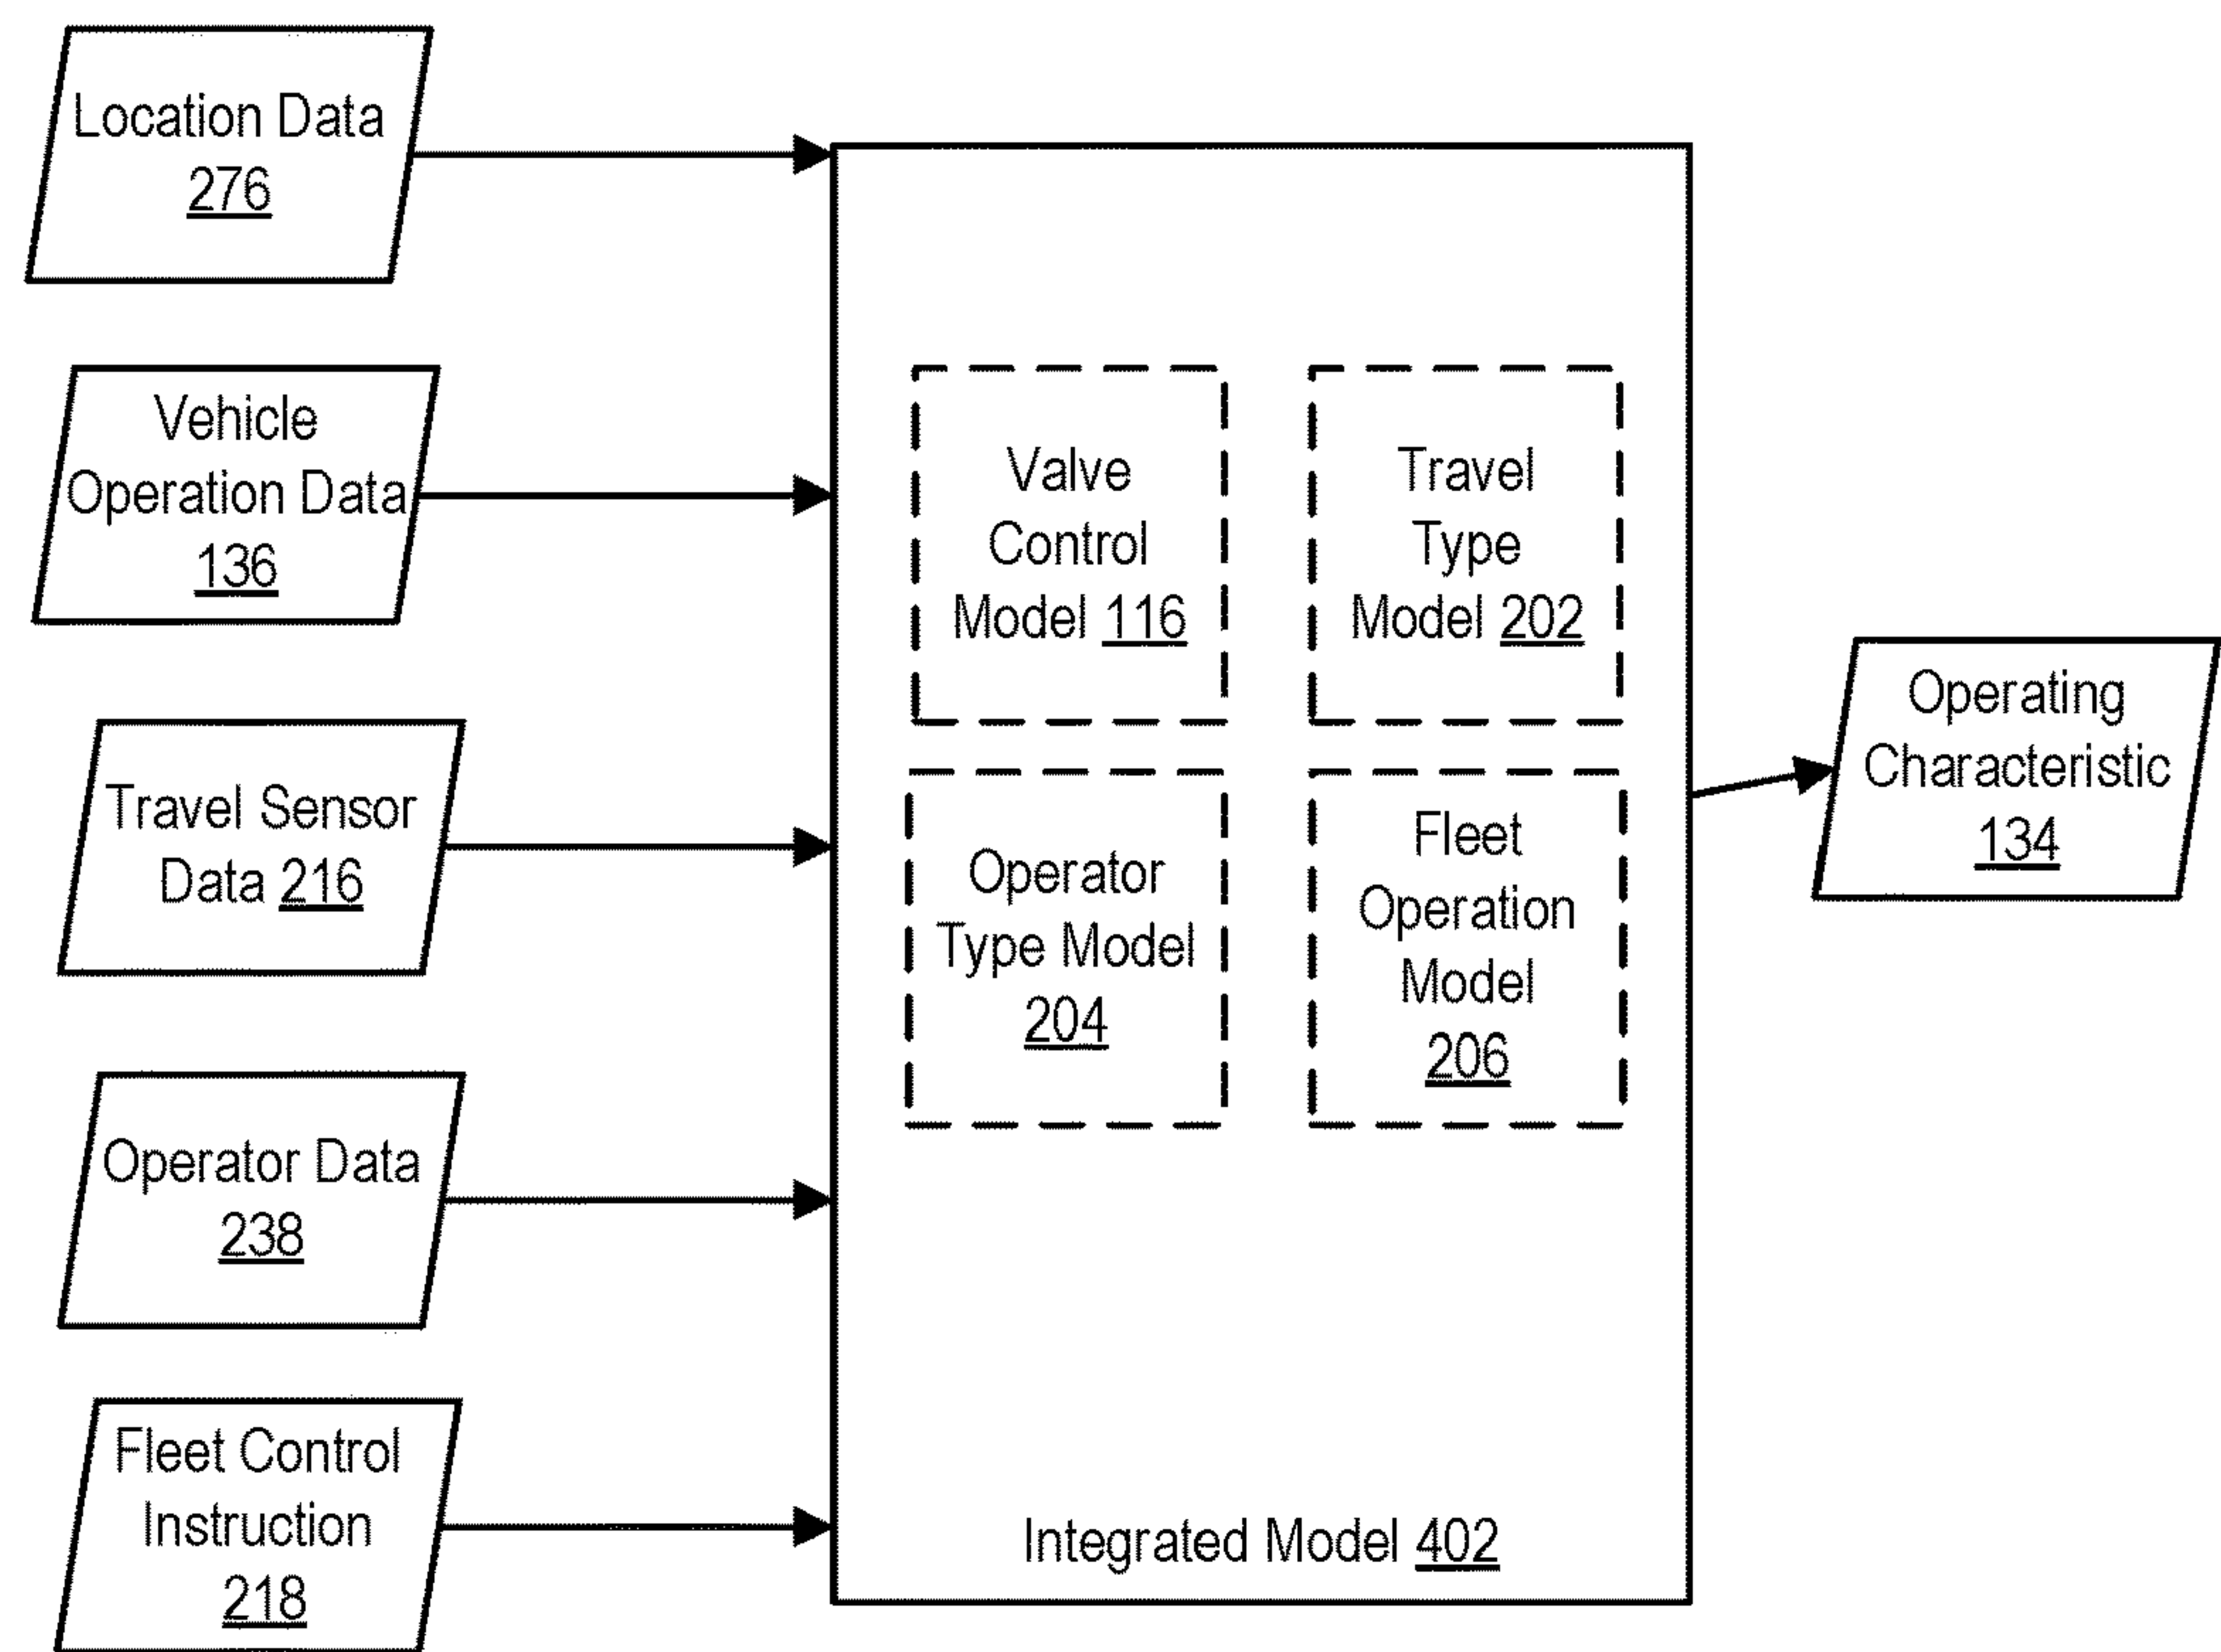 Location Data
276
Vehicle
Operation Data
136
Travel Sensor
Data 216
Operator Data
238
Fleet Control
Instruction
218
Valve
Control
Model 116
Travel
Type
Model 202
Operator
Type Model
204
Fleet
Operation
Model
206
Integrated Model 402
Operating
Characteristic
134